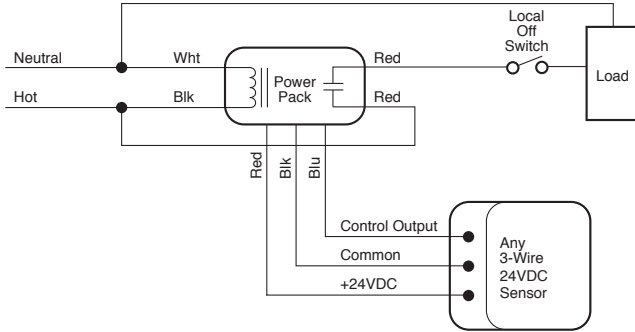 Local
Off
Switch
Neutral
Wht
Red
Power
Pack
Load
Hot
Blk
Red
Red
Blk
Blu
Control Output
Common
+24VDC
Any
3-Wire
24VDC
Sensor